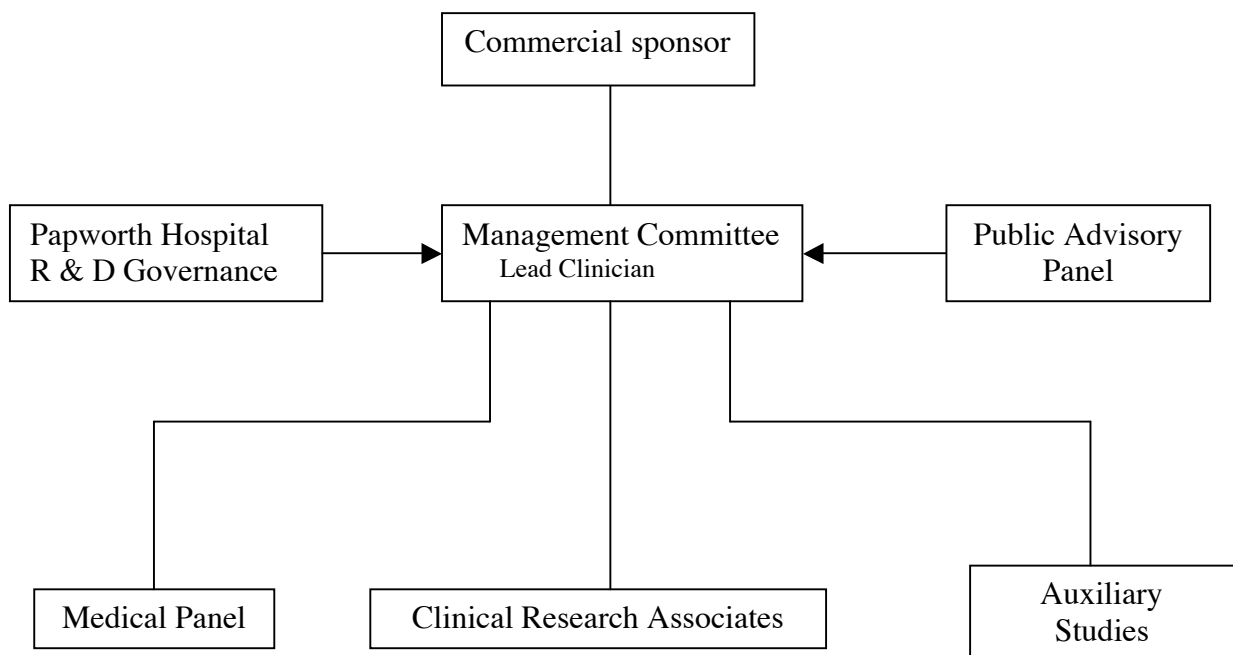 Commercial sponsor
Papworth Hospital
R & D Governance
Management Committee
Lead Clinician
Public Advisory
Panel
Medical Panel
Clinical Research Associates
Auxiliary
Studies